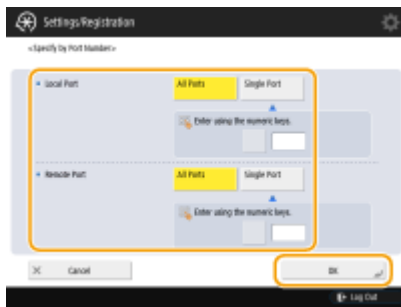 Settings/Registration
<Specify by Port Number>
Local Port
All Ports Single Port
Enter using the numeric keys.
Remote Port
All Ports Single Port
Enter using the numeric keys.
Cancel OK
Log Out